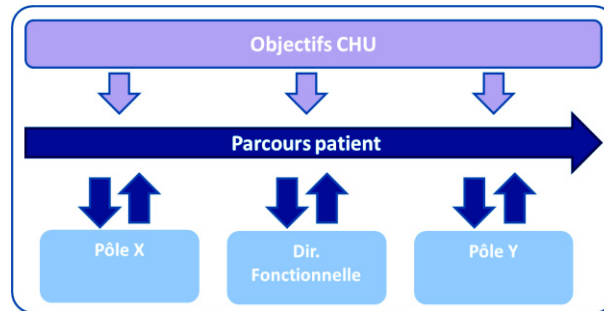 Objectifs CHU
Parcours patient
Pôle X
Dir.
Fonctionnelle
Pôle Y